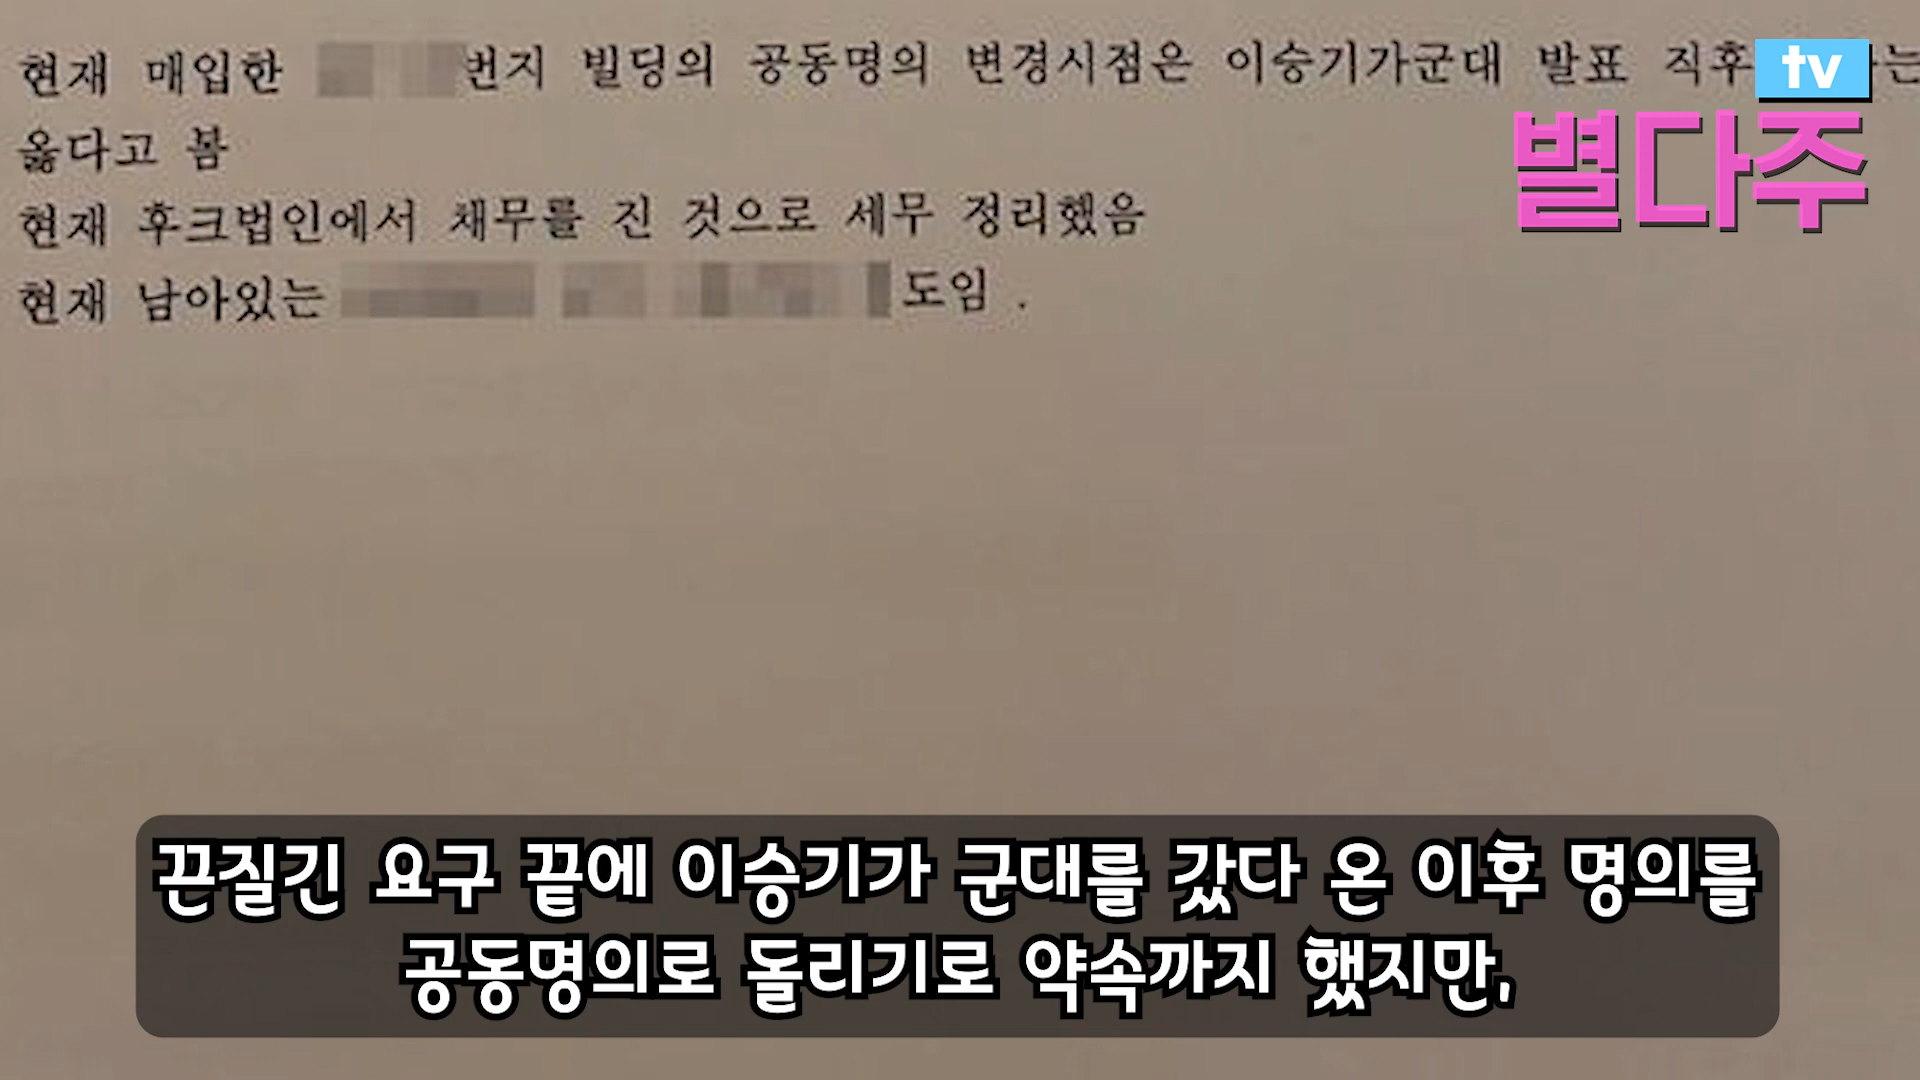 현재 매입한 번지 빌딩의 공동명의 변경시점은 이승기가군대 발표 직후 는
옳다고 봄
현재 후크법인에서 채무를 진 것으로 세무 정리했음
현재 남아있는 도임 .
tv
별다주
끈질긴 요구 끝에 이승기가 군대를 갔다 온 이후 명의를
공동명의로 돌리기로 약속까지 했지만,